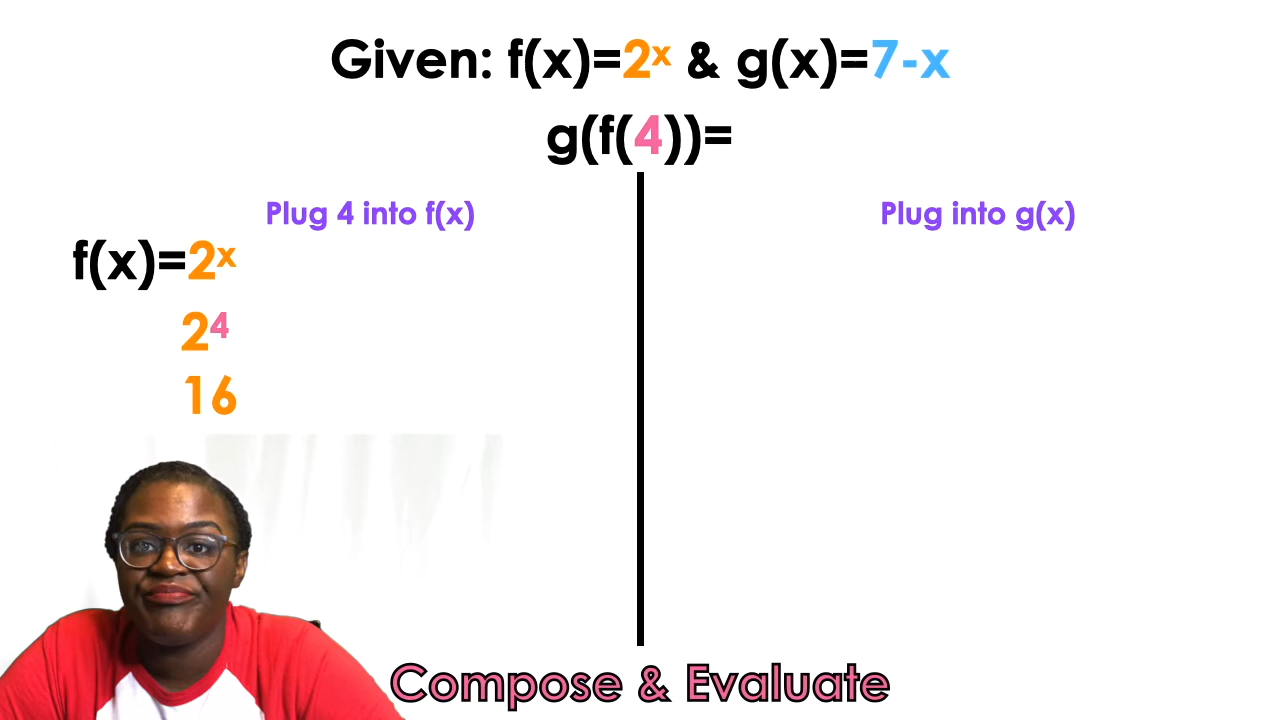 Given: f(x)=2ˣ & g(x)=7-x
g(f(4))=
Plug 4 into f(x)
f(x)=2ˣ
2⁴
16
Plug into g(x)
Compose & Evaluate